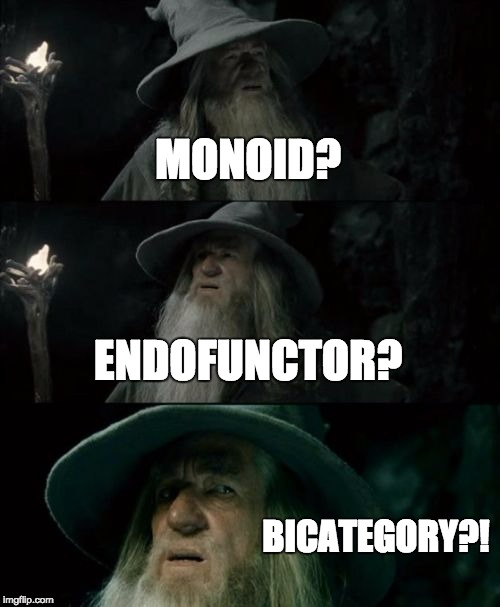 MONOID?
ENDOFUNCTOR?
BICATEGORY?!
imgflip.com